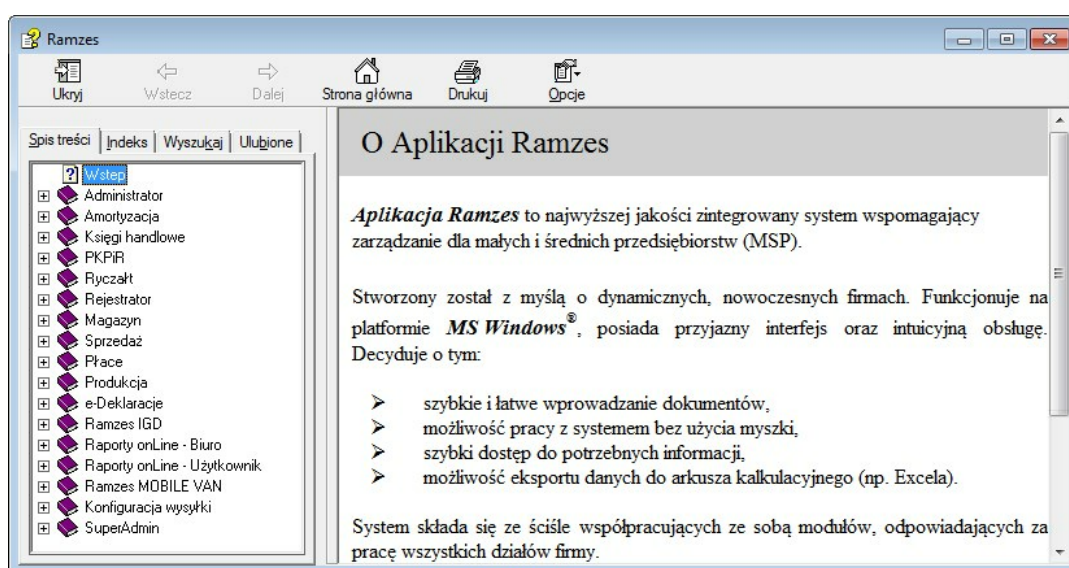 Ramzes
Ukryj Wstecz Dalej Strona główna Drukuj Opcje
Spis treści Indeks Wyszukaj Ulubione
Wstep
Administrator
Amortyzacja
Księgi handlowe
PKPiR
Ryczałt
Rejestrator
Magazyn
Sprzedaż
Płace
Produkcja
e-Deklaracje
Ramzes IGD
Raporty onLine - Biuro
Raporty onLine - Użytkownik
Ramzes MOBILE VAN
Konfiguracja wysyłki
SuperAdmin
O Aplikacji Ramzes
Aplikacja Ramzes to najwyższej jakości zintegrowany system wspomagający
zarządzanie dla małych i średnich przedsiębiorstw (MSP).
Stworzony został z myślą o dynamicznych, nowoczesnych firmach. Funkcjonuje na
platformie MS Windows®, posiada przyjazny interfejs oraz intuicyjną obsługę.
Decyduje o tym:
➢ szybkie i łatwe wprowadzanie dokumentów,
➢ możliwość pracy z systemem bez użycia myszki,
➢ szybki dostęp do potrzebnych informacji,
➢ możliwość eksportu danych do arkusza kalkulacyjnego (np. Excela).
System składa się ze ściśle współpracujących ze sobą modułów, odpowiadających za
pracę wszystkich działów firmy.